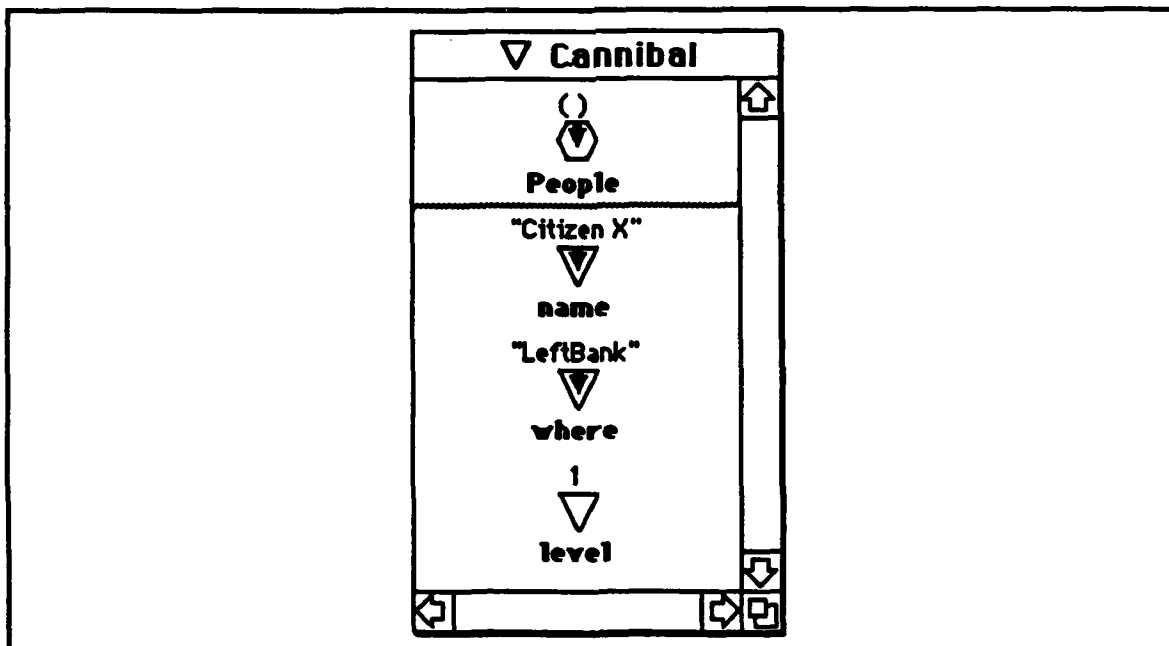 Cannibal
()
People
"Citizen X"
name
"LeftBank"
where
1
level